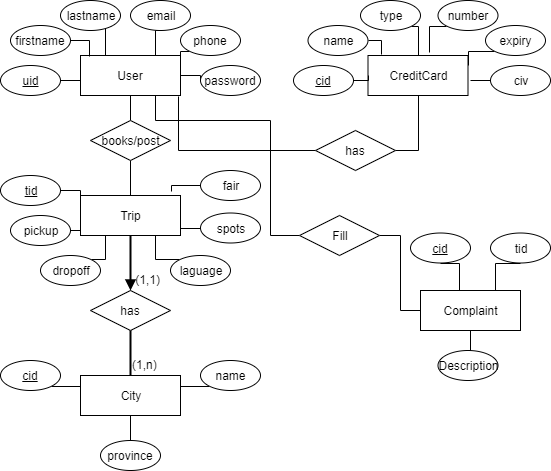 lastname
email
type
number
firstname
phone
name
expiry
uid
User
password
cid
CreditCard
civ
books/post
has
tid
fair
Trip
pickup
spots
Fill
cid
tid
dropoff
laguage
(1,1)
has
Complaint
(1,n)
cid
name
Description
City
province